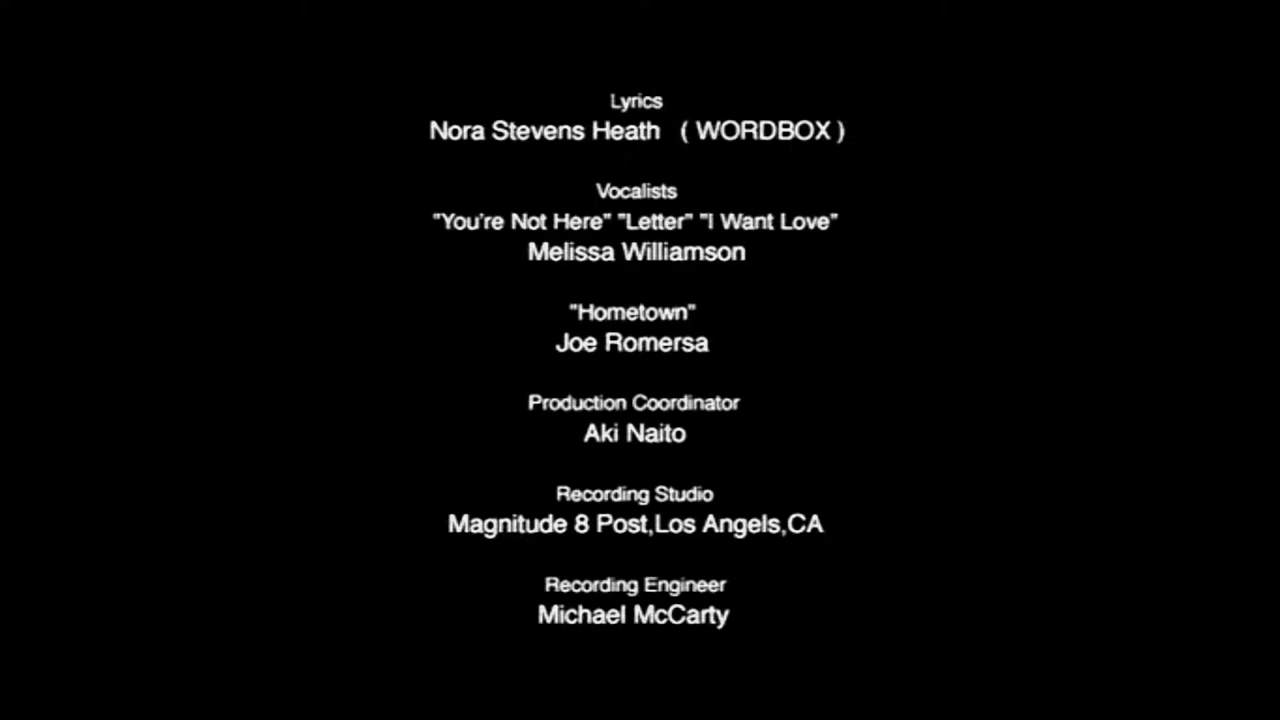 Lyrics
Nora Stevens Heath ( WORDBOX )
Vocalists
"You're Not Here" "Letter" "I Want Love"
Melissa Williamson
"Hometown"
Joe Romersa
Production Coordinator
Aki Naito
Recording Studio
Magnitude 8 Post,Los Angels,CA
Recording Engineer
Michael McCarty